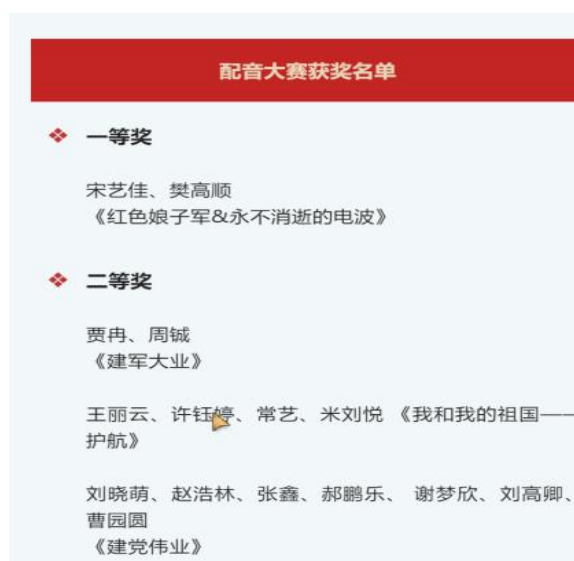 配音大赛获奖名单
一等奖
宋艺佳、樊高顺
《红色娘子军&永不消逝的电波》
二等奖
贾冉、周铖
《建军大业》
王丽云、许钰婷、常艺、米刘悦 《我和我的祖国——
护航》
刘晓萌、赵浩林、张鑫、郝鹏乐、 谢梦欣、刘高卿、
曹园圆
《建党伟业》